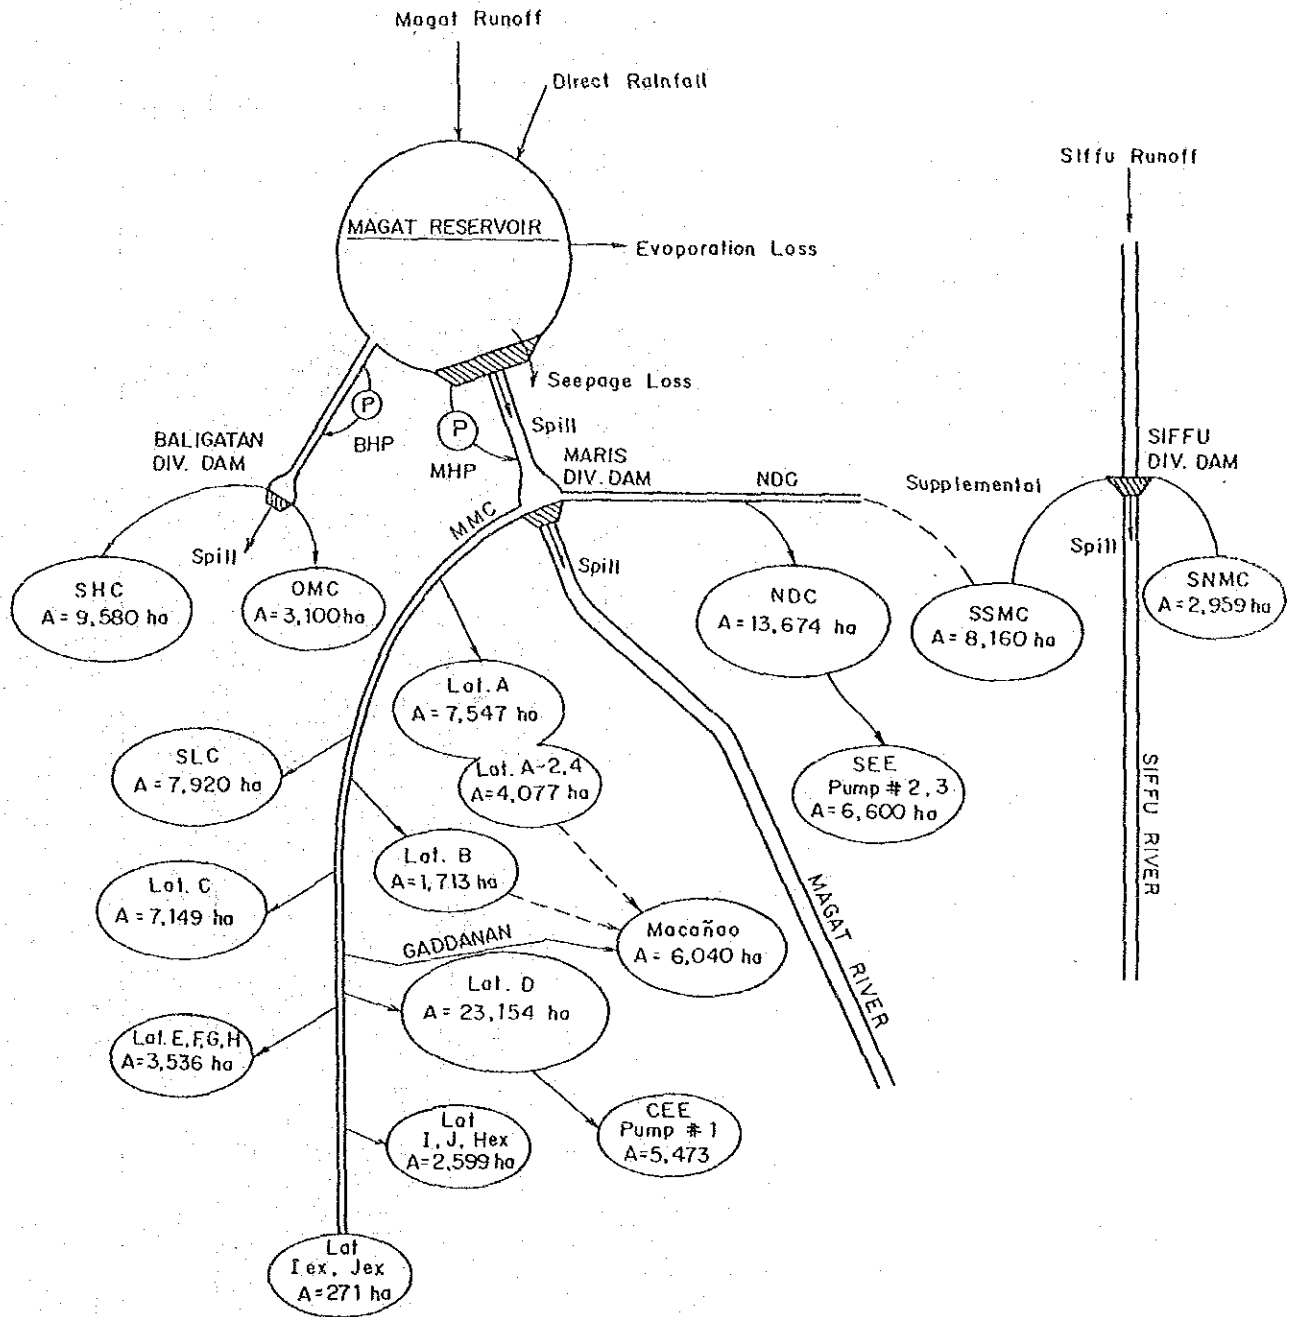 Magat Runoff
Direct Rainfall
Siffu Runoff
MAGAT RESERVOIR
Evoporation Loss
Seepage Loss
P
BHP
P
MHP
Spill
BALIGATAN
DIV. DAM
MARIS
DIV. DAM
NDC
Supplemental
SIFFU
DIV. DAM
MMC
Spill
Spill
Spill
SHC
A = 9,580 ha
OMC
A = 3,100 ha
NDC
A = 13,674 ha
SSMC
A = 8,160 ha
SNMC
A = 2,959 ha
Lat. A
A = 7,547 ha
SLC
A = 7,920 ha
Lat. A-2,4
A = 4,077 ha
SEE
Pump # 2,3
A = 6,600 ha
SIFFU RIVER
Lat. B
A = 1,713 ha
Lat. C
A = 7,149 ha
MAGAT RIVER
GADDANAN
Macañao
A = 6,040 ha
Lat. D
A = 23,154 ha
Lat. E,F,G,H
A = 3,536 ha
Lat
I, J, Hex
A = 2,599 ha
CEE
Pump # 1
A = 5,473
Lat
Iex, Jex
A = 271 ha